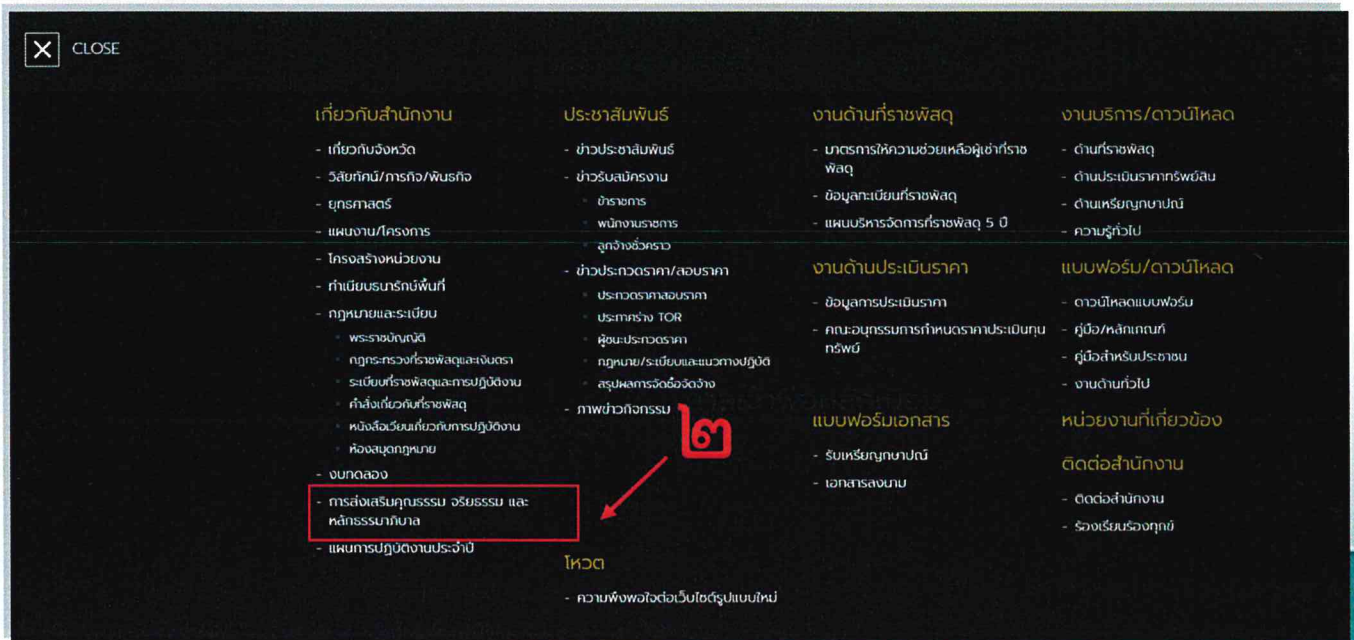 CLOSE
เกี่ยวกับสำนักงาน
- เกี่ยวกับจังหวัด
- วิสัยทัศน์/ภารกิจ/พันธกิจ
- ยุทธศาสตร์
- แผนงาน/โครงการ
- โครงสร้างหน่วยงาน
- ทำเนียบธนารักษ์พื้นที่
- กฎหมายและระเบียบ
พระราชบัญญัติ
กฎกระทรวงที่ราชพัสดุและเงินตรา
ระเบียบที่ราชพัสดุและการปฏิบัติงาน
คำสั่งเกี่ยวกับที่ราชพัสดุ
หนังสือเวียนเกี่ยวกับการปฏิบัติงาน
ห้องสมุดกฎหมาย
- งบทดลอง
- การส่งเสริมคุณธรรม จริยธรรม และ
หลักธรรมาภิบาล
- แผนการปฏิบัติงานประจำปี
ประชาสัมพันธ์
- ข่าวประชาสัมพันธ์
- ข่าวรับสมัครงาน
ข้าราชการ
พนักงานราชการ
ลูกจ้างชั่วคราว
- ข่าวประกวดราคา/สอบราคา
ประกวดราคาสอบราคา
ประกาศร่าง TOR
ผู้ชนะประกวดราคา
กฎหมาย/ระเบียบและแนวทางปฏิบัติ
สรุปผลการจัดซื้อจัดจ้าง
- ภาพข่าวกิจกรรม
๒
โหวต
- ความพึงพอใจต่อเว็บไซต์รูปแบบใหม่
งานด้านที่ราชพัสดุ
- มาตรการให้ความช่วยเหลือผู้เช่าที่ราช
พัสดุ
- ข้อมูลทะเบียนที่ราชพัสดุ
- แผนบริหารจัดการที่ราชพัสดุ 5 ปี
งานด้านประเมินราคา
- ข้อมูลการประเมินราคา
- คณะอนุกรรมการกำหนดราคาประเมินทุน
ทรัพย์
แบบฟอร์มเอกสาร
- รับเหรียญกษาปณ์
- เอกสารลงนาม
งานบริการ/ดาวน์โหลด
- ด้านที่ราชพัสดุ
- ด้านประเมินราคาทรัพย์สิน
- ด้านเหรียญกษาปณ์
- ความรู้ทั่วไป
แบบฟอร์ม/ดาวน์โหลด
- ดาวน์โหลดแบบฟอร์ม
- คู่มือ/หลักเกณฑ์
- คู่มือสำหรับประชาชน
- งานด้านทั่วไป
หน่วยงานที่เกี่ยวข้อง
ติดต่อสำนักงาน
- ติดต่อสำนักงาน
- ร้องเรียนร้องทุกข์